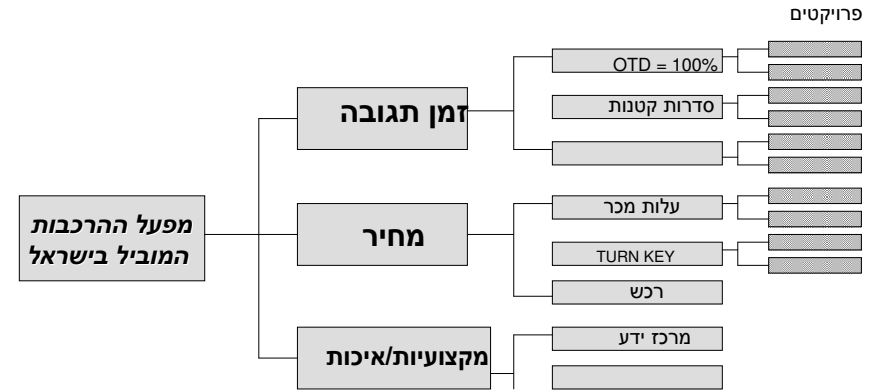 פרויקטים
OTD = 100%
זמן תגובה
סדרות קטנות
עלות מכר
מפעל ההרכבות
המוביל בישראל
מחיר
TURN KEY
רכש
מרכז ידע
מקצועיות/איכות